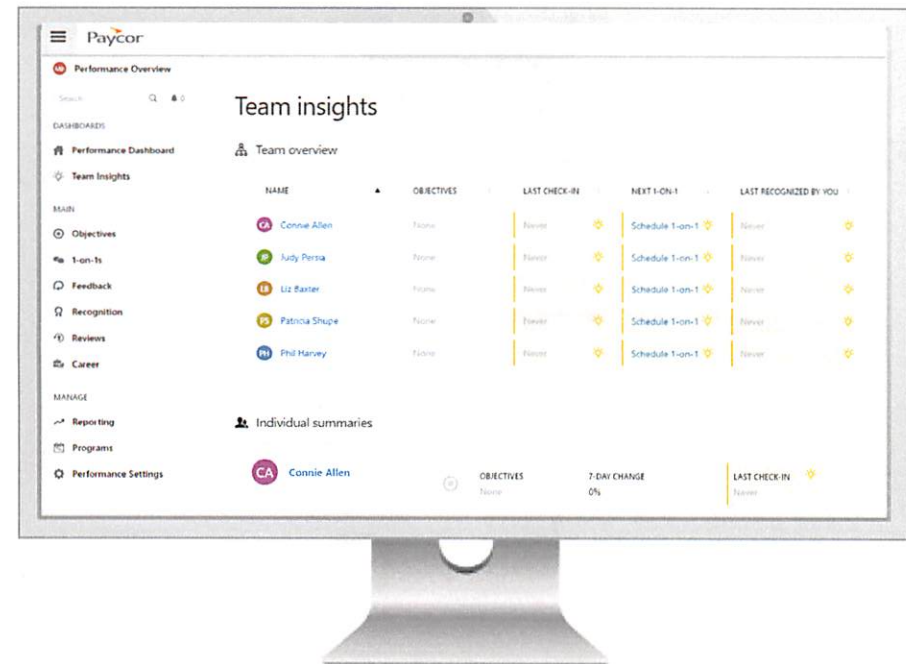 Paycor
Performance Overview
Search 0
DASHBOARDS
Performance Dashboard
Team Insights
MAIN
Objectives
1-on-1s
Feedback
Recognition
Reviews
Career
MANAGE
Reporting
Programs
Performance Settings
Team insights
Team overview
NAME OBJECTIVES LAST CHECK-IN NEXT 1-ON-1 LAST RECOGNIZED BY YOU
CA Connie Allen None Never Schedule 1-on-1 Never
JP Judy Persia None Never Schedule 1-on-1 Never
LB Liz Baxter None Never Schedule 1-on-1 Never
PS Patricia Shupe None Never Schedule 1-on-1 Never
PH Phil Harvey None Never Schedule 1-on-1 Never
Individual summaries
CA Connie Allen
OBJECTIVES 7-DAY CHANGE LAST CHECK-IN
None 0% Never